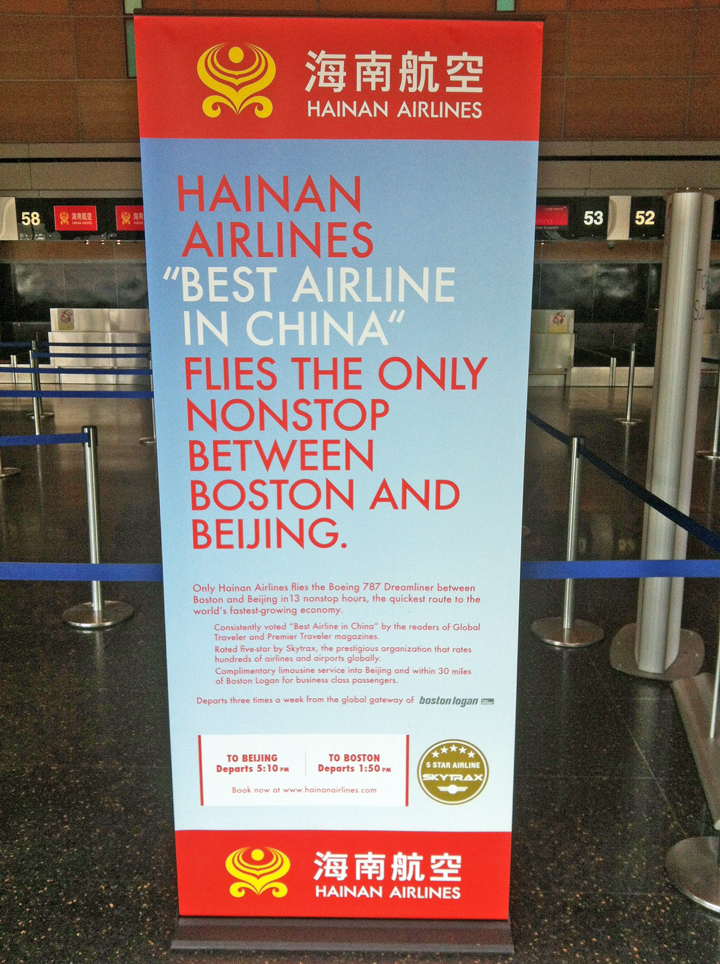 海南航空
HAINAN AIRLINES
HAINAN
AIRLINES
“BEST AIRLINE
IN CHINA“
FLIES THE ONLY
NONSTOP
BETWEEN
BOSTON AND
BEIJING.
Only Hainan Airlines flies the Boeing 787 Dreamliner between
Boston and Beijing in13 nonstop hours, the quickest route to the
world's fastest-growing economy.
Consistently voted "Best Airline in China" by the readers of Global
Traveler and Premier Traveler magazines.
Rated five-star by Skytrax, the prestigious organization that rates
hundreds of airlines and airports globally.
Complimentary limousine service into Beijing and within 30 miles
of Boston Logan for business class passengers.
Departs three times a week from the global gateway of boston logan
TO BEIJING
Departs 5:10 PM
TO BOSTON
Departs 1:50 PM
Book now at www.hainanairlines.com
5 STAR AIRLINE
SKYTRAX
海南航空
HAINAN AIRLINES
58
海南航空
海南
53
52